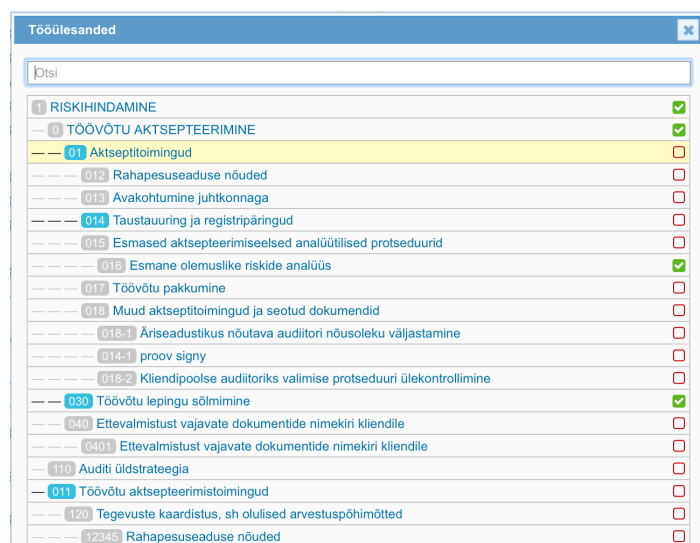 Tööülesanded
Otsi
1 RISKIHINDAMINE
— 0 TÖÖVÕTU AKTSEPTEERIMINE
— — 01 Aktseptitoimingud
— — — 012 Rahapesuseaduse nõuded
— — — 013 Avakohtumine juhtkonnaga
— — — 014 Taustauuring ja registripäringud
— — — 015 Esmased aktsepteerimiseelsed analüütilised protseduurid
— — — — 016 Esmane olemuslike riskide analüüs
— — — 017 Töövõtu pakkumine
— — — 018 Muud aktseptitoimingud ja seotud dokumendid
— — — — 018-1 Äriseadustikus nõutava audiitori nõusoleku väljastamine
— — — — 014-1 proov signy
— — — — 018-2 Kliendipoolse audiitoriks valimise protseduuri ülekontrollimine
— — 030 Töövõtu lepingu sõlmimine
— — 040 Ettevalmistust vajavate dokumentide nimekiri kliendile
— — — 0401 Ettevalmistust vajavate dokumentide nimekiri kliendile
— 110 Auditi üldstrateegia
— 011 Töövõtu aktsepteerimistoimingud
— — 120 Tegevuste kaardistus, sh olulised arvestuspõhimõtted
— — — 12345 Rahapesuseaduse nõuded